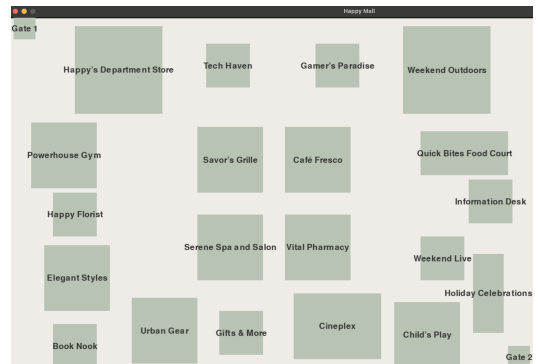 Happy Mall
Gate 1
Happy's Department Store
Tech Haven
Gamer's Paradise
Weekend Outdoors
Powerhouse Gym
Savor's Grille
Café Fresco
Quick Bites Food Court
Information Desk
Happy Florist
Serene Spa and Salon
Vital Pharmacy
Weekend Live
Elegant Styles
Holiday Celebrations
Urban Gear
Gifts & More
Cineplex
Child's Play
Book Nook
Gate 2